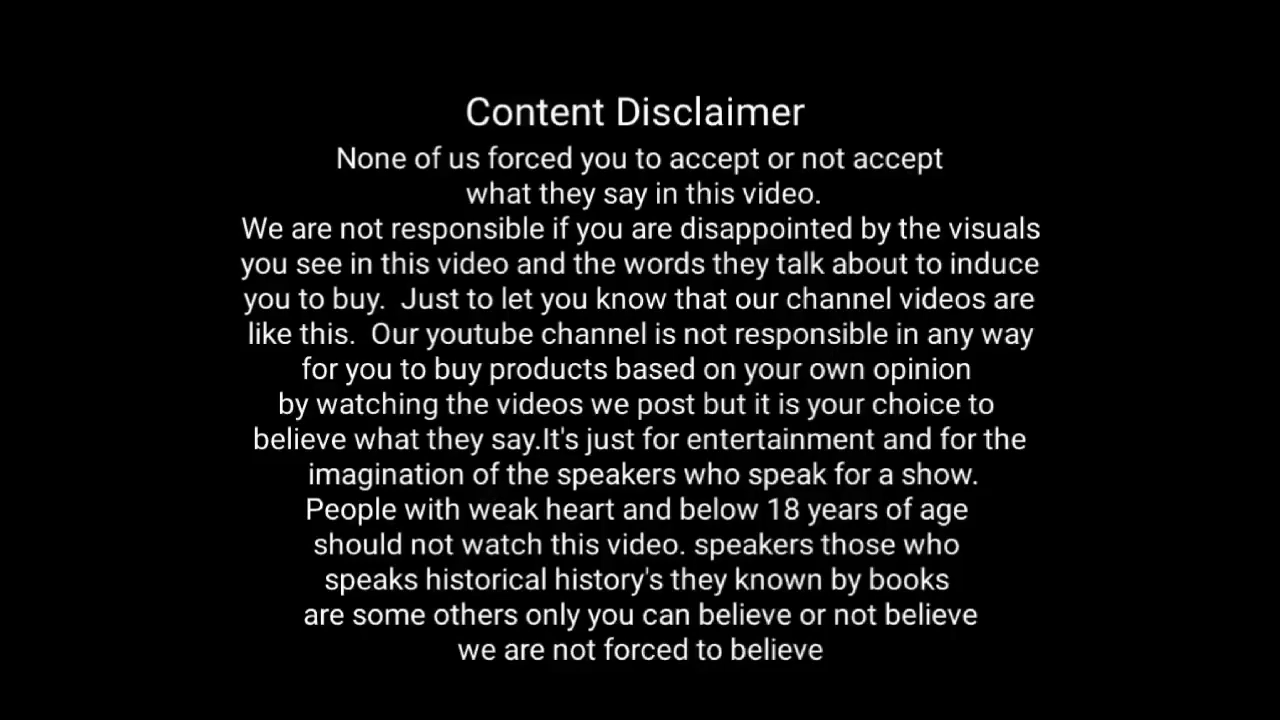 Content Disclaimer
None of us forced you to accept or not accept
what they say in this video.
We are not responsible if you are disappointed by the visuals
you see in this video and the words they talk about to induce
you to buy.  Just to let you know that our channel videos are
like this.  Our youtube channel is not responsible in any way
for you to buy products based on your own opinion
by watching the videos we post but it is your choice to
believe what they say.It's just for entertainment and for the
imagination of the speakers who speak for a show.
People with weak heart and below 18 years of age
should not watch this video. speakers those who
speaks historical history's they known by books
are some others only you can believe or not believe
we are not forced to believe